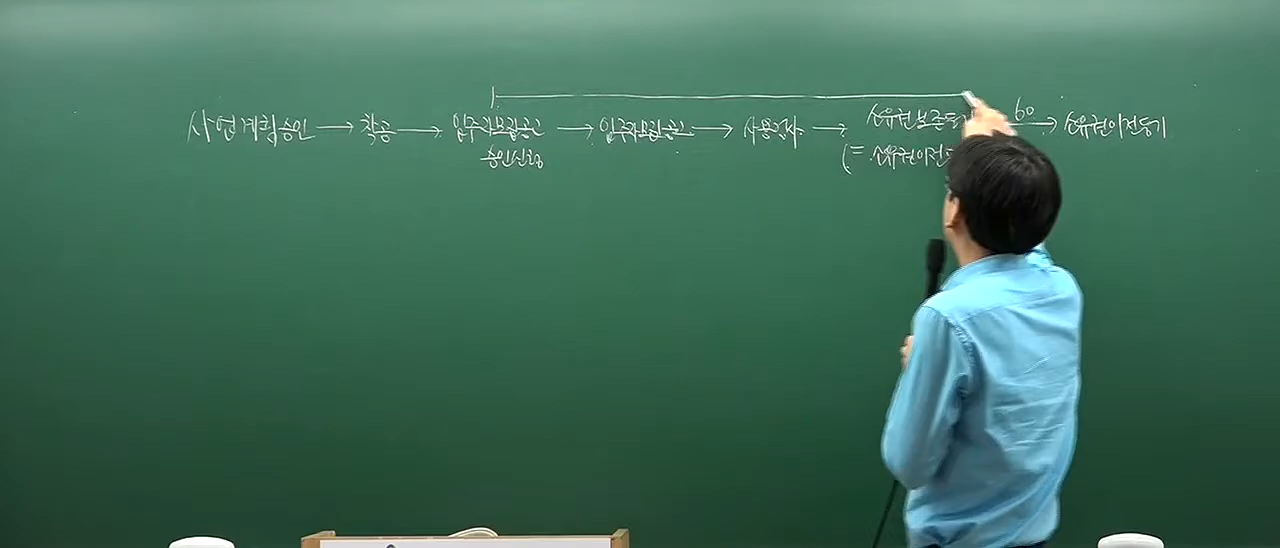 사업계획승인 → 착공 → 입주자모집공고 → 입주자모집공고 → 사용검사 → 소유권보존등기 60 → 소유권이전등기
승인신청 (= 소유권이전